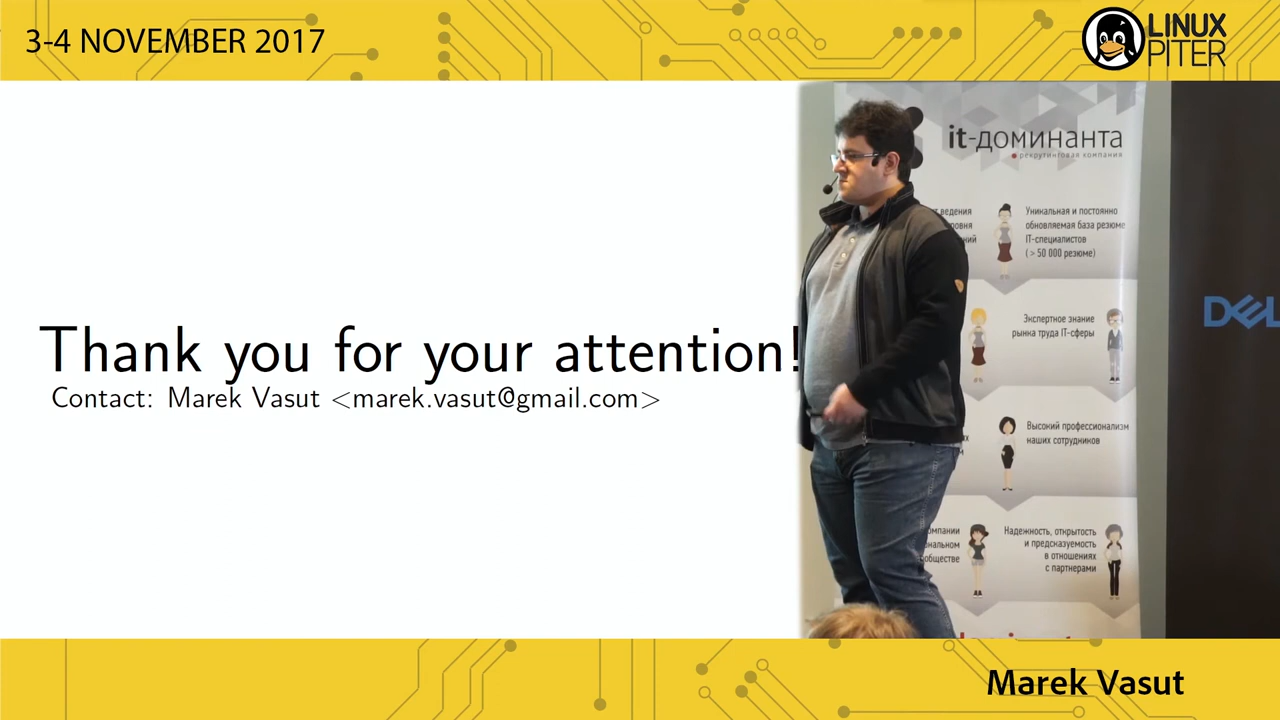 3-4 NOVEMBER 2017
LINUX
PITER
Thank you for your attention!
Contact: Marek Vasut <marek.vasut@gmail.com>
it-доминанта
рекрутинговая компания
ведения
Уникальная и постоянно
обновляемая база резюме
IT-специалистов
(> 50 000 резюме)
Экспертное знание
рынка труда IT-сферы
Высокий профессионализм
наших сотрудников
Надежность, открытость
и предсказуемость
в отношениях
с партнерами
DELL
Marek Vasut